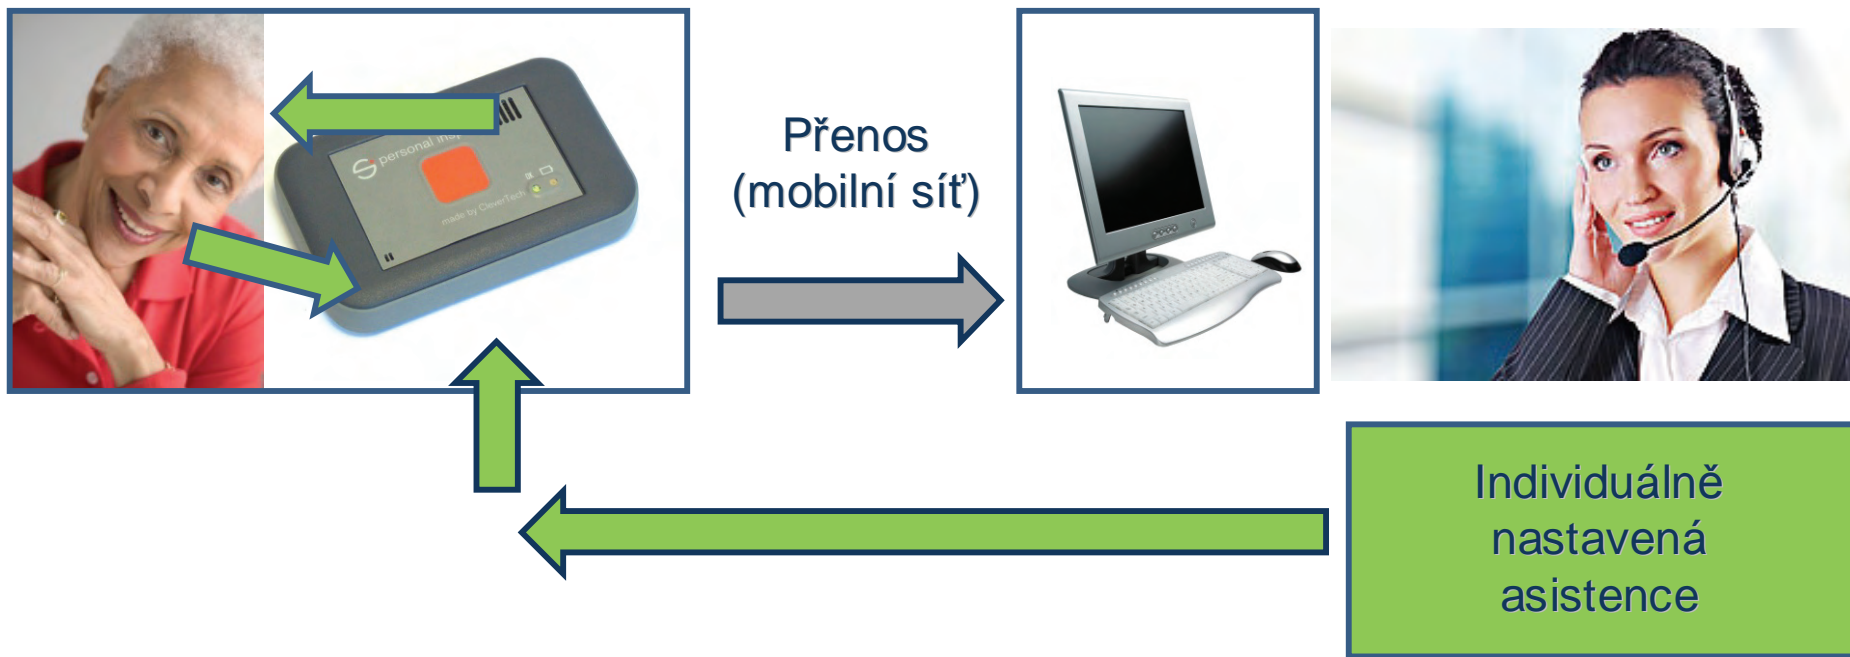 personal
made by CleverTech
Přenos
(mobilní síť)
Individuálně
nastavená
asistence